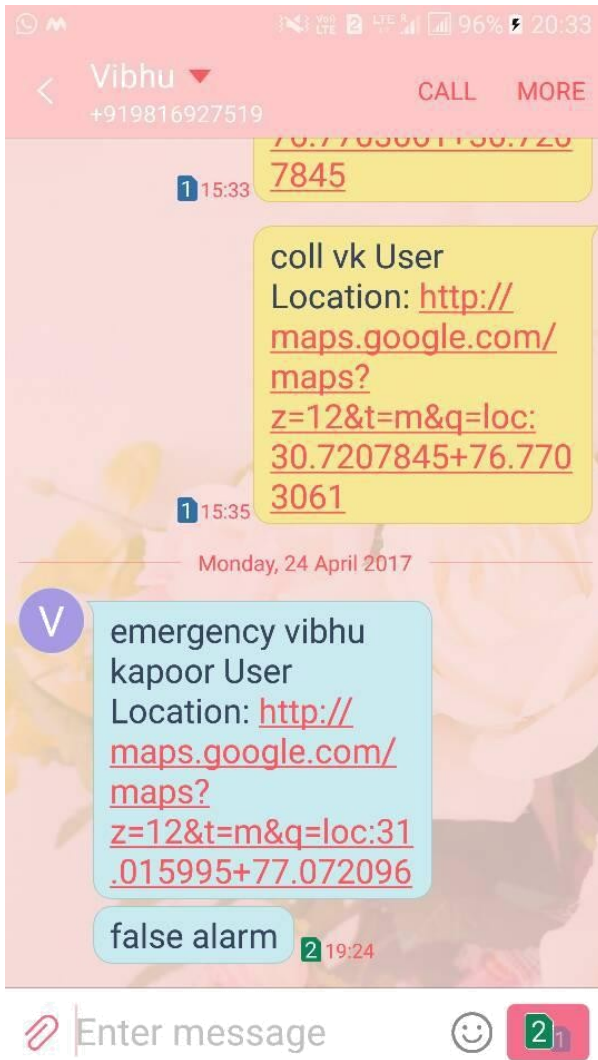 96% 20:33
Vibhu
+919816927519
CALL MORE
7845
1 15:33
coll vk User
Location: http://
maps.google.com/
maps?
z=12&t=m&q=loc:
30.7207845+76.770
3061
1 15:35
Monday, 24 April 2017
V
emergency vibhu
kapoor User
Location: http://
maps.google.com/
maps?
z=12&t=m&q=loc:31
.015995+77.072096
false alarm
2 19:24
Enter message
2 1